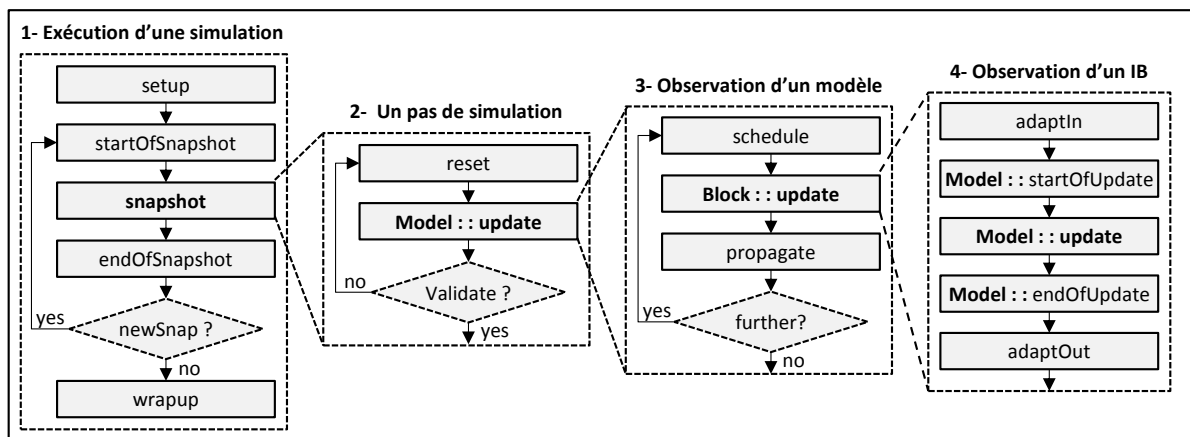 1- Exécution d'une simulation
setup
startOfSnapshot
snapshot
endOfSnapshot
newSnap ?
yes
no
wrapup
2- Un pas de simulation
reset
Model : : update
Validate ?
no
yes
3- Observation d'un modèle
schedule
Block : : update
propagate
further?
yes
no
4- Observation d'un IB
adaptIn
Model : : startOfUpdate
Model : : update
Model : : endOfUpdate
adaptOut